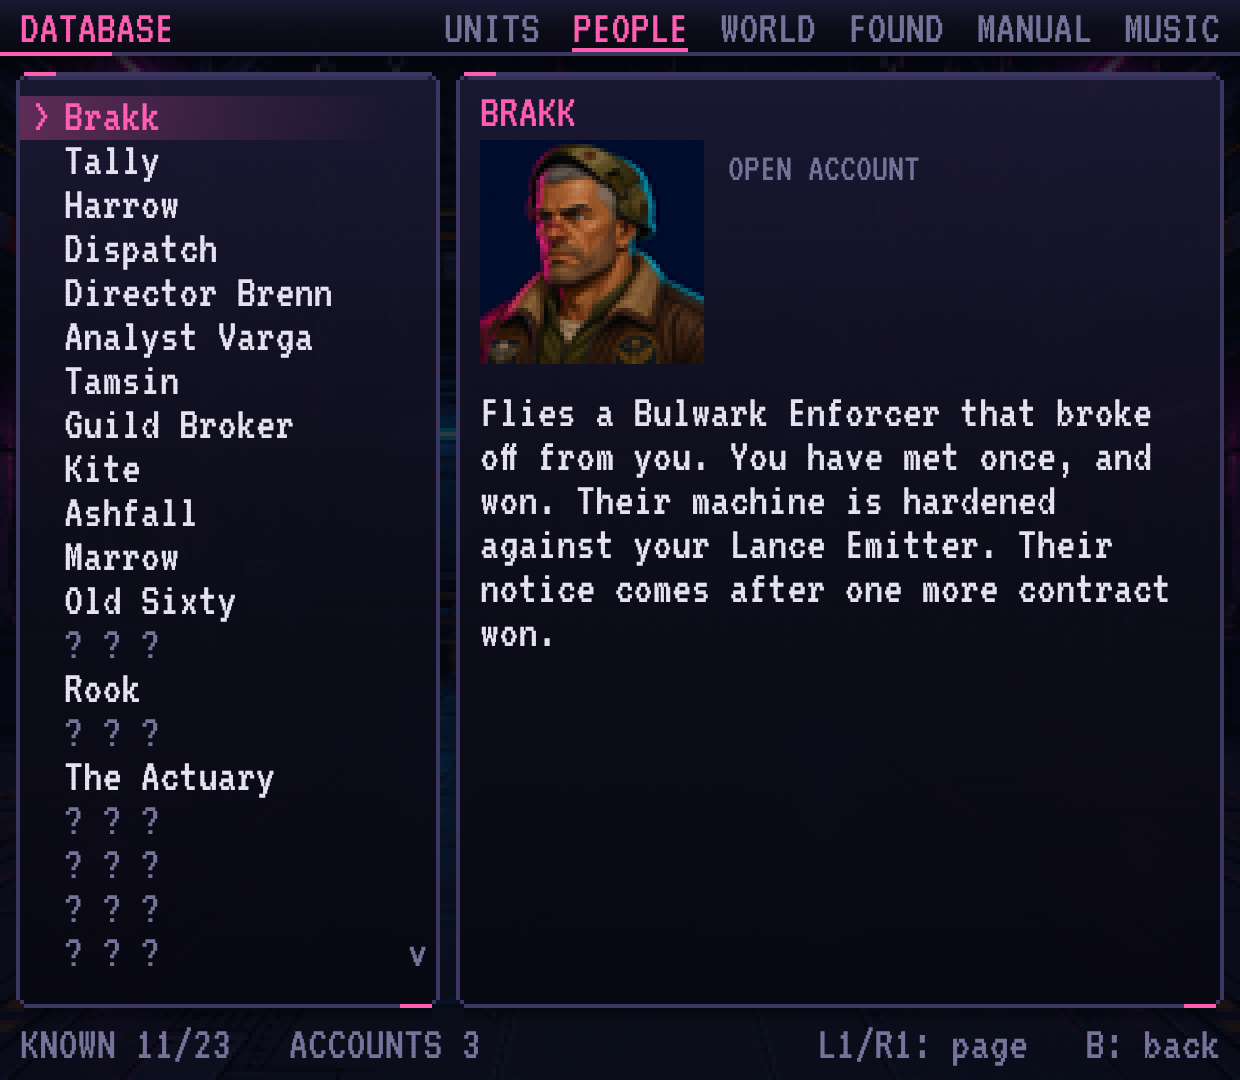 DATABASE UNITS PEOPLE WORLD FOUND MANUAL MUSIC
> Brakk
Tally
Harrow
Dispatch
Director Brenn
Analyst Varga
Tamsin
Guild Broker
Kite
Ashfall
Marrow
Old Sixty
? ? ?
Rook
? ? ?
The Actuary
? ? ?
? ? ?
? ? ?
? ? ? v
BRAKK
OPEN ACCOUNT
Flies a Bulwark Enforcer that broke
off from you. You have met once, and
won. Their machine is hardened
against your Lance Emitter. Their
notice comes after one more contract
won.
KNOWN 11/23 ACCOUNTS 3 L1/R1: page B: back